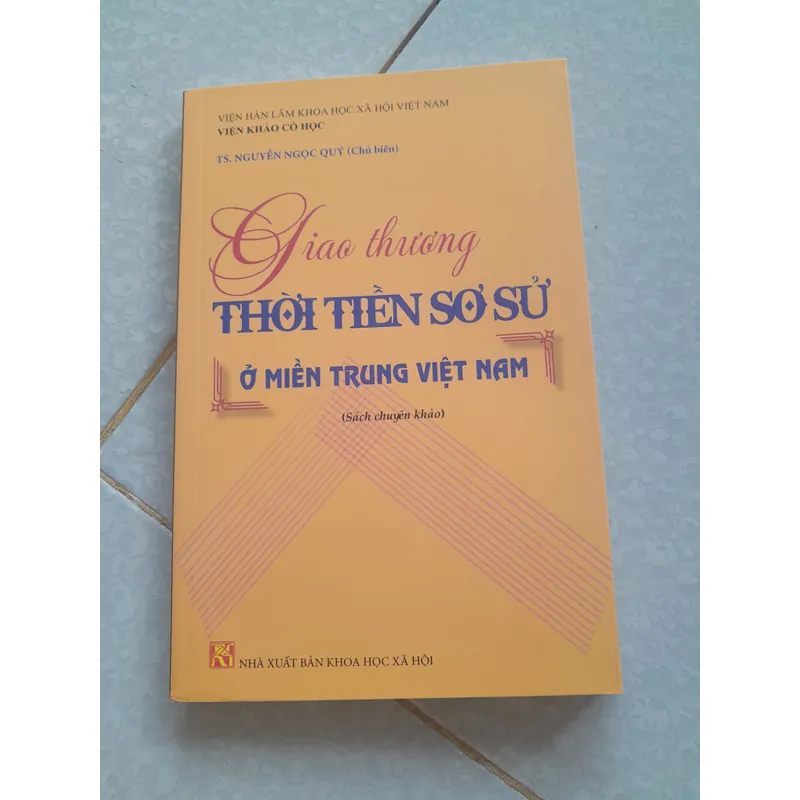 VIỆN HÀN LÂM KHOA HỌC XÃ HỘI VIỆT NAM
VIỆN KHẢO CỔ HỌC
TS. NGUYỄN NGỌC QUÝ (Chủ biên)
Giao thương
THỜI TIỀN SƠ SỬ
Ở MIỀN TRUNG VIỆT NAM
(Sách chuyên khảo)
NHÀ XUẤT BẢN KHOA HỌC XÃ HỘI